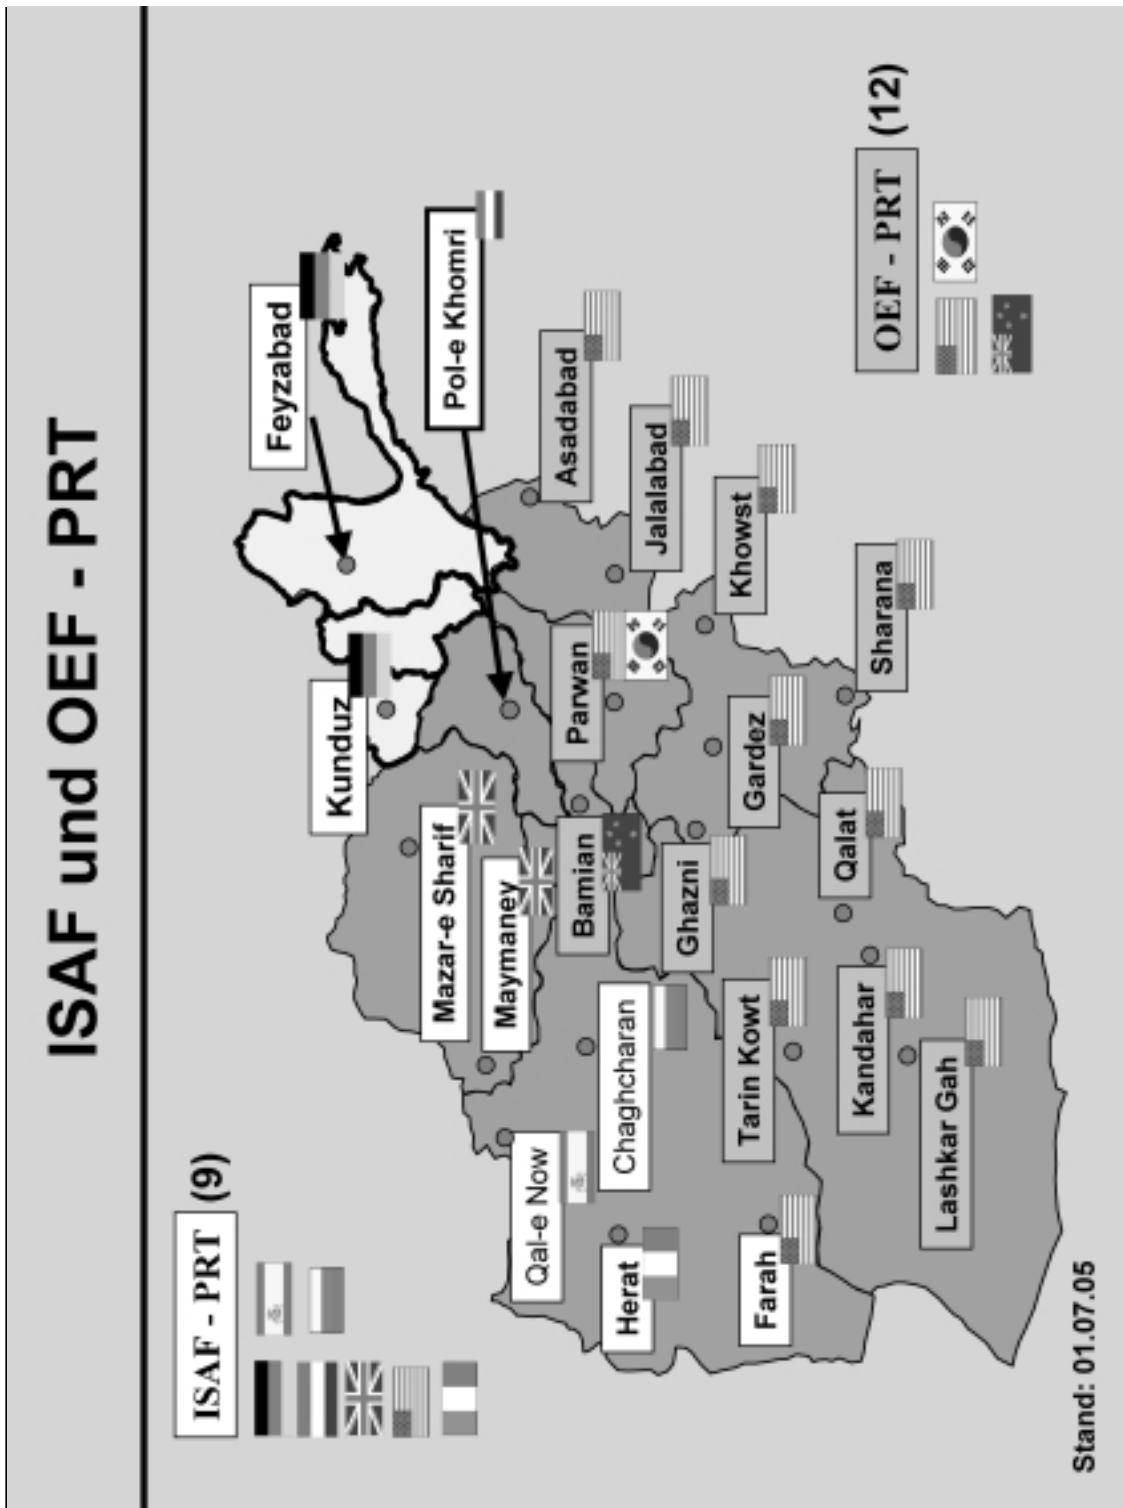 ISAF und OEF - PRT
ISAF - PRT (9)
Feyzabad
Kunduz
Pol-e Khomri
Mazar-e Sharif
Maymaney
Qal-e Now
Asadabad
Parwan
Bamian
Chaghcharan
Herat
Jalalabad
Ghazni
Khowst
Gardez
Tarin Kowt
Farah
Sharana
Qalat
Kandahar
Lashkar Gah
OEF - PRT (12)
Stand: 01.07.05